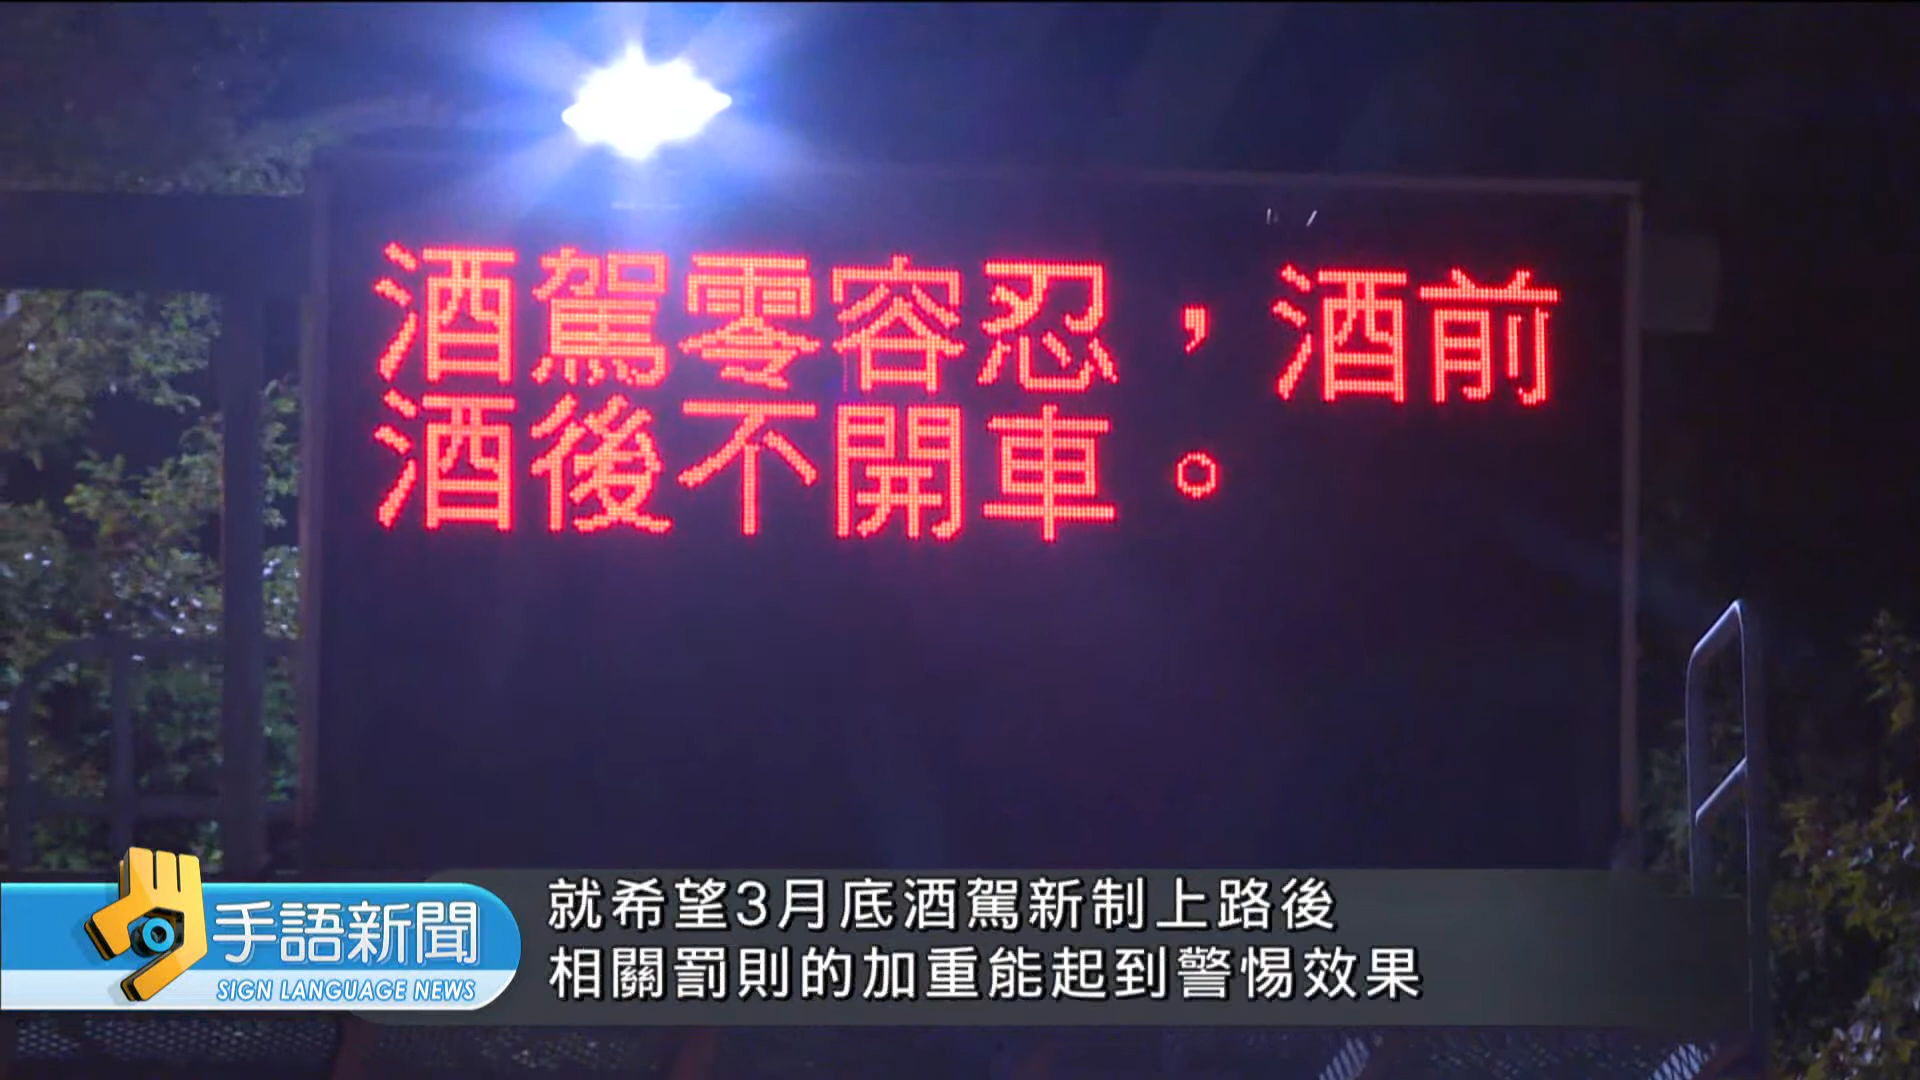 酒駕零容忍，酒前
酒後不開車。
手語新聞
SIGN LANGUAGE NEWS
就希望3月底酒駕新制上路後
相關罰則的加重能起到警惕效果